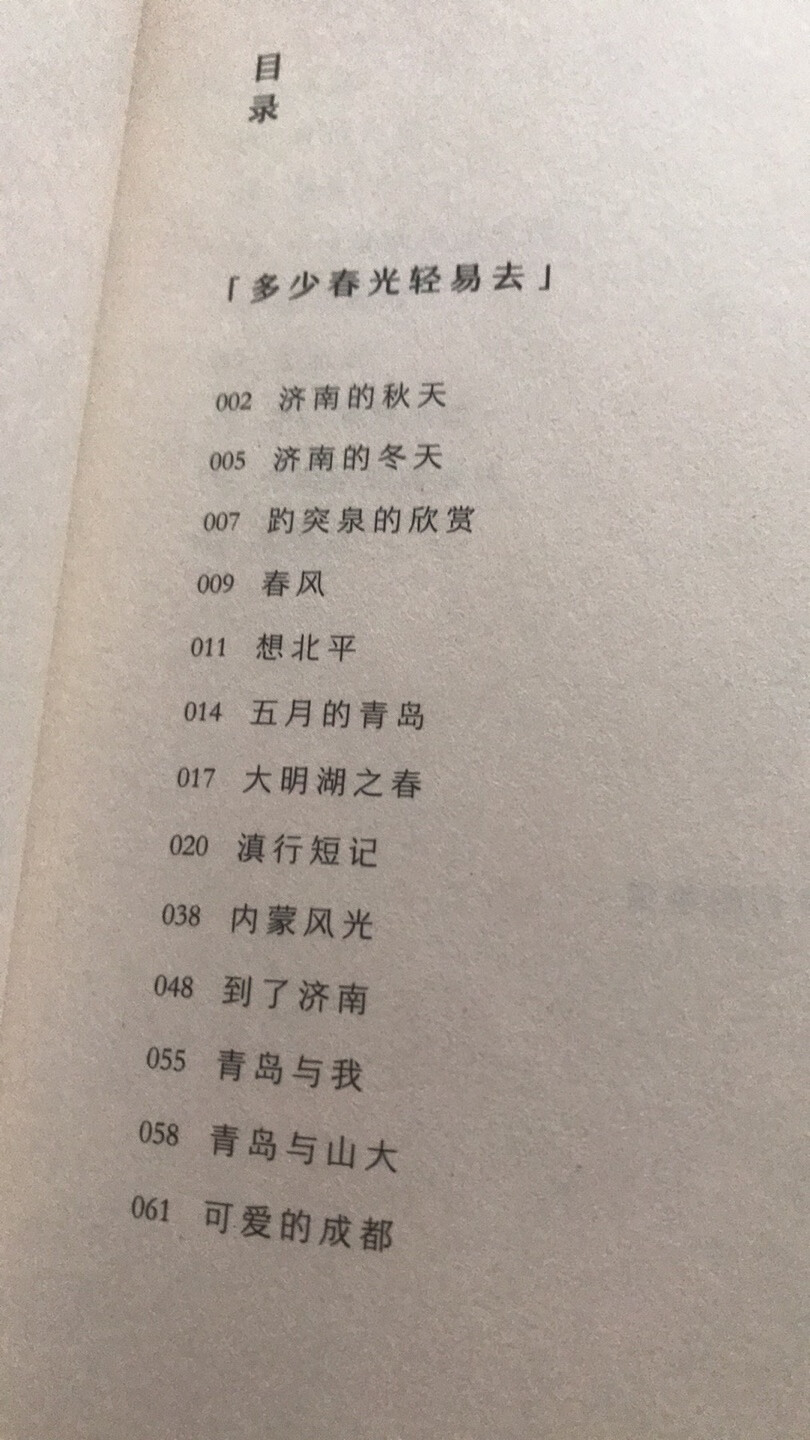 目录
「多少春光轻易去」
002 济南的秋天
005 济南的冬天
007 趵突泉的欣赏
009 春风
011 想北平
014 五月的青岛
017 大明湖之春
020 滇行短记
038 内蒙风光
048 到了济南
055 青岛与我
058 青岛与山大
061 可爱的成都